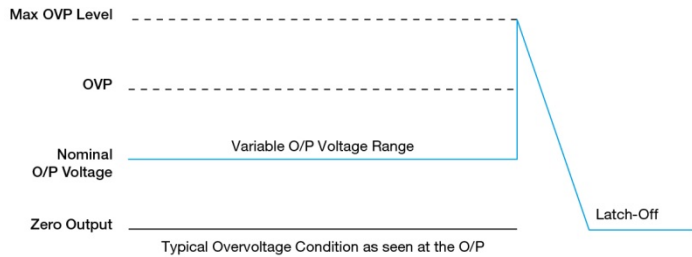 Max OVP Level
OVP
Variable O/P Voltage Range
Nominal
O/P Voltage
Latch-Off
Zero Output
Typical Overvoltage Condition as seen at the O/P